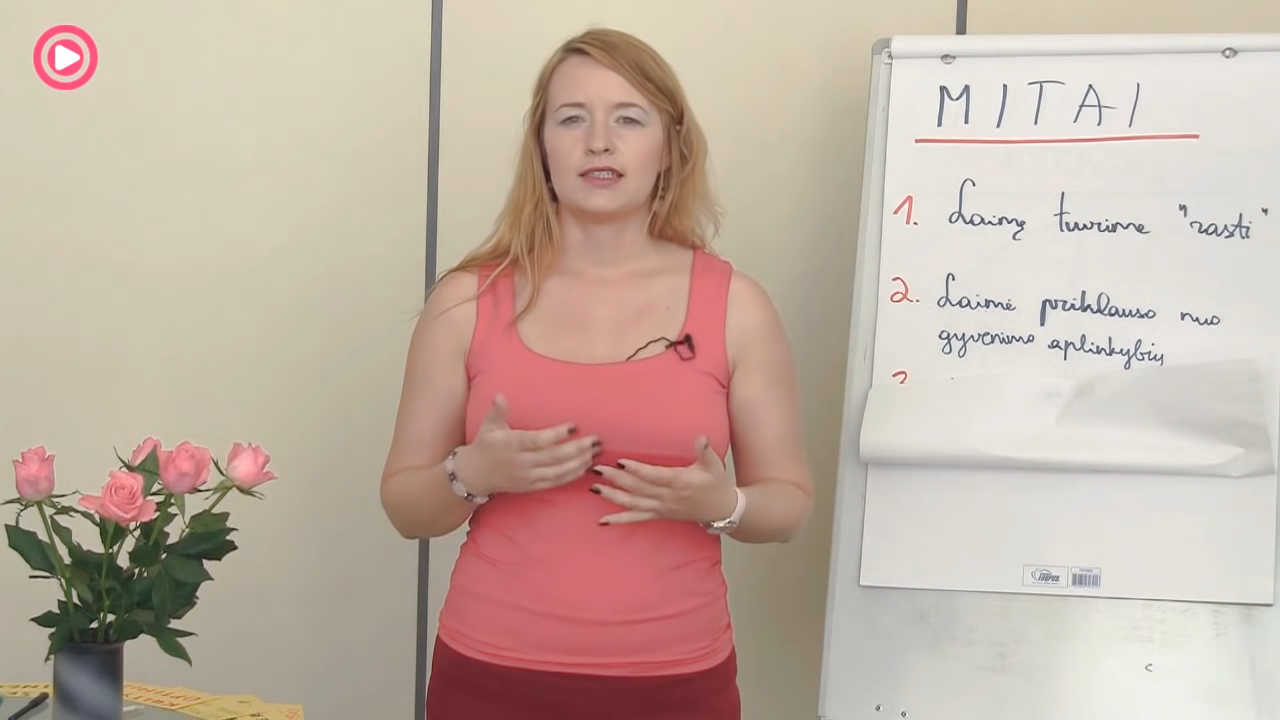 MITAI
1. Laimę turime "rasti"
2. Laimė priklauso nuo
gyvenimo aplinkybių